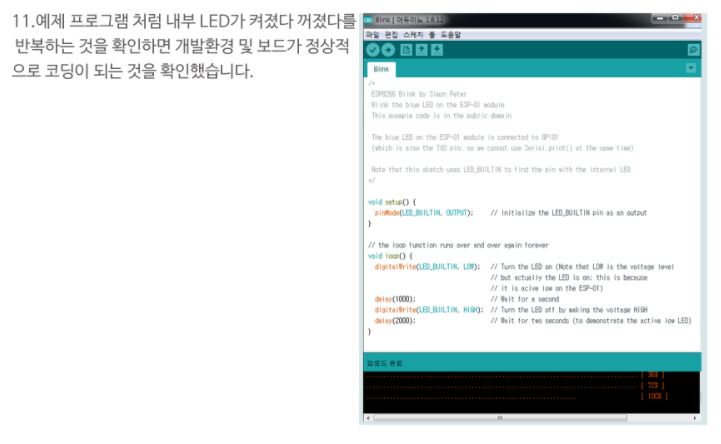 11.예제 프로그램 처럼 내부 LED가 켜졌다 꺼졌다를
반복하는 것을 확인하면 개발환경 및 보드가 정상적
으로 코딩이 되는 것을 확인했습니다.
Blink | 아두이노 1.6.12
파일 편집 스케치 툴 도움말
Blink
/*
ESP8266 Blink by Simon Peter
Blink the blue LED on the ESP-01 module
This example code is in the public domain
The blue LED on the ESP-01 module is connected to GPIO1
(which is also the TXD pin; so we cannot use Serial.print() at the same time)
Note that this sketch uses LED_BUILTIN to find the pin with the internal LED
*/
void setup() {
pinMode(LED_BUILTIN, OUTPUT); // Initialize the LED_BUILTIN pin as an output
}
// the loop function runs over and over again forever
void loop() {
digitalWrite(LED_BUILTIN, LOW); // Turn the LED on (Note that LOW is the voltage level
// but actually the LED is on; this is because
// it is acive low on the ESP-01)
delay(1000); // Wait for a second
digitalWrite(LED_BUILTIN, HIGH); // Turn the LED off by making the voltage HIGH
delay(2000); // Wait for two seconds (to demonstrate the active low LED)
}
업로드 완료.
[ 36% ]
[ 72% ]
[ 100% ]